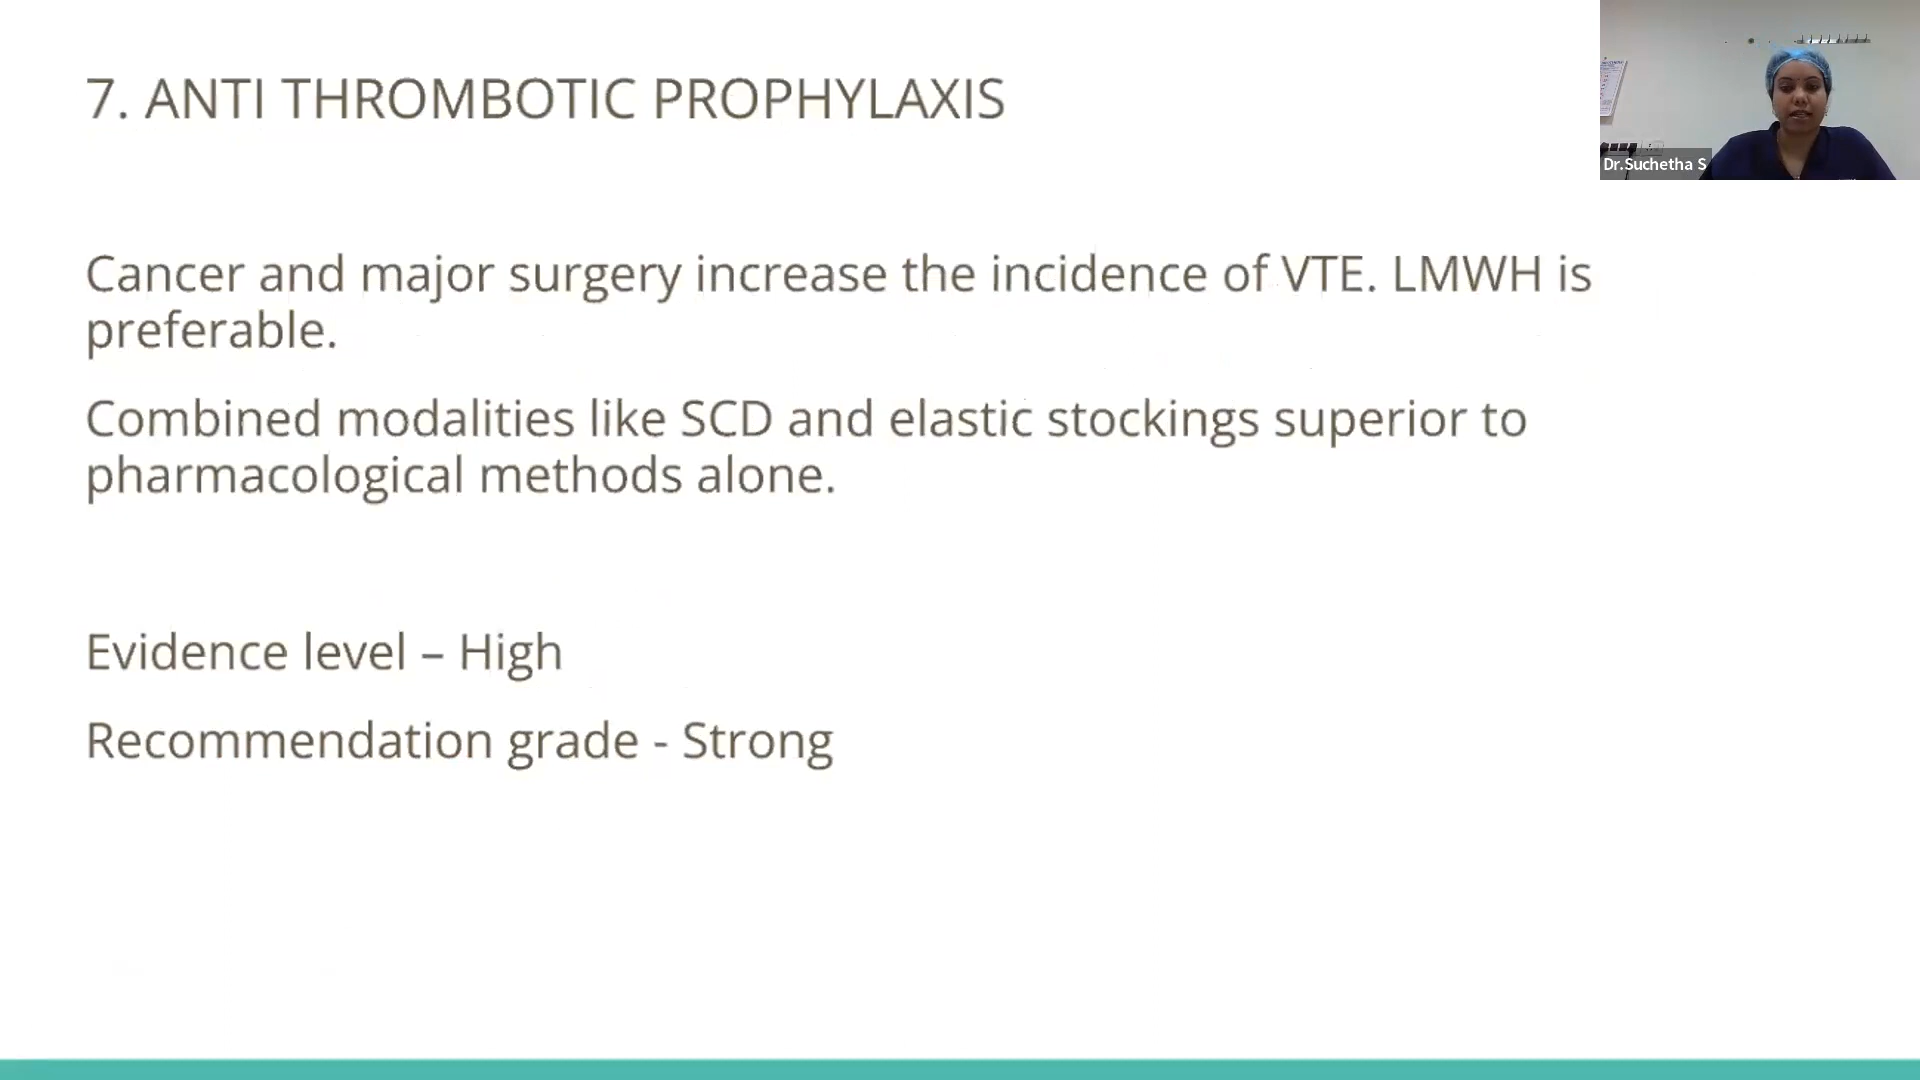 7. ANTI THROMBOTIC PROPHYLAXIS
Dr.Suchetha S
Cancer and major surgery increase the incidence of VTE. LMWH is
preferable.
Combined modalities like SCD and elastic stockings superior to
pharmacological methods alone.
Evidence level – High
Recommendation grade - Strong